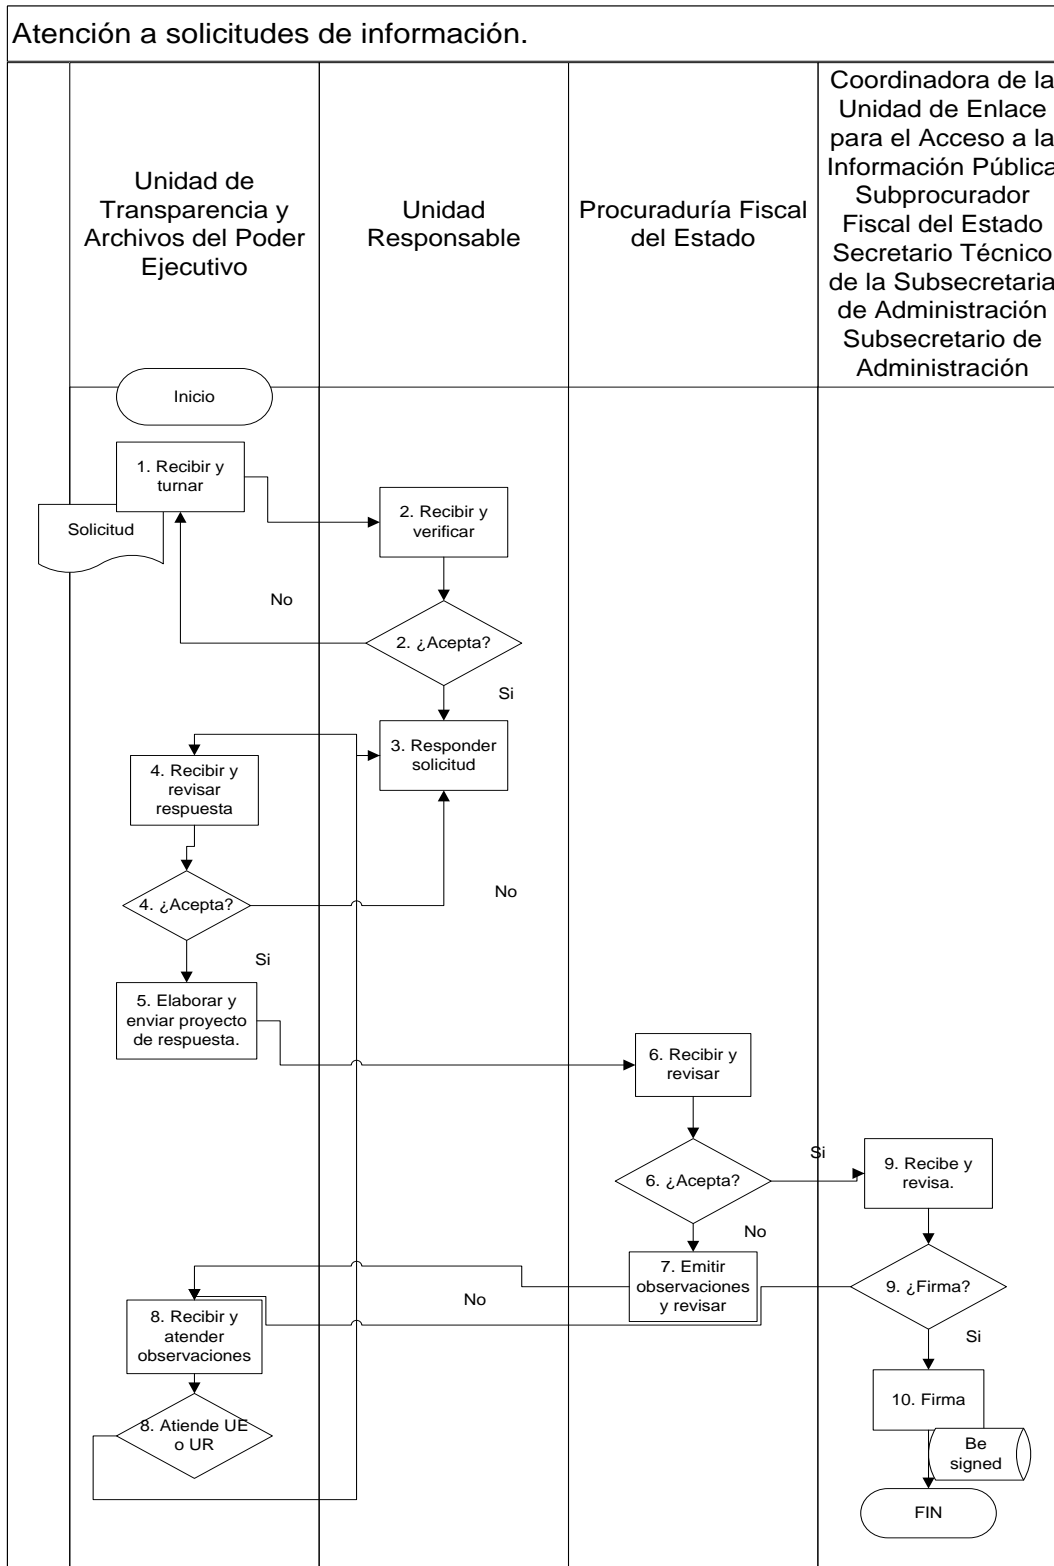 Atención a solicitudes de información.
Unidad de
Transparencia y
Archivos del Poder
Ejecutivo
Unidad
Responsable
Procuraduría Fiscal
del Estado
Coordinadora de la
Unidad de Enlace
para el Acceso a la
Información Pública
Subprocurador
Fiscal del Estado
Secretario Técnico
de la Subsecretaria
de Administración
Subsecretario de
Administración
Inicio
1. Recibir y
turnar
Solicitud
2. Recibir y
verificar
No
2. ¿Acepta?
Si
3. Responder
solicitud
4. Recibir y
revisar
respuesta
No
4. ¿Acepta?
Si
5. Elaborar y
enviar proyecto
de respuesta.
6. Recibir y
revisar
Si
9. Recibe y
revisa.
6. ¿Acepta?
No
7. Emitir
observaciones
y revisar
9. ¿Firma?
No
8. Recibir y
atender
observaciones
Si
10. Firma
8. Atiende UE
o UR
Be
signed
FIN